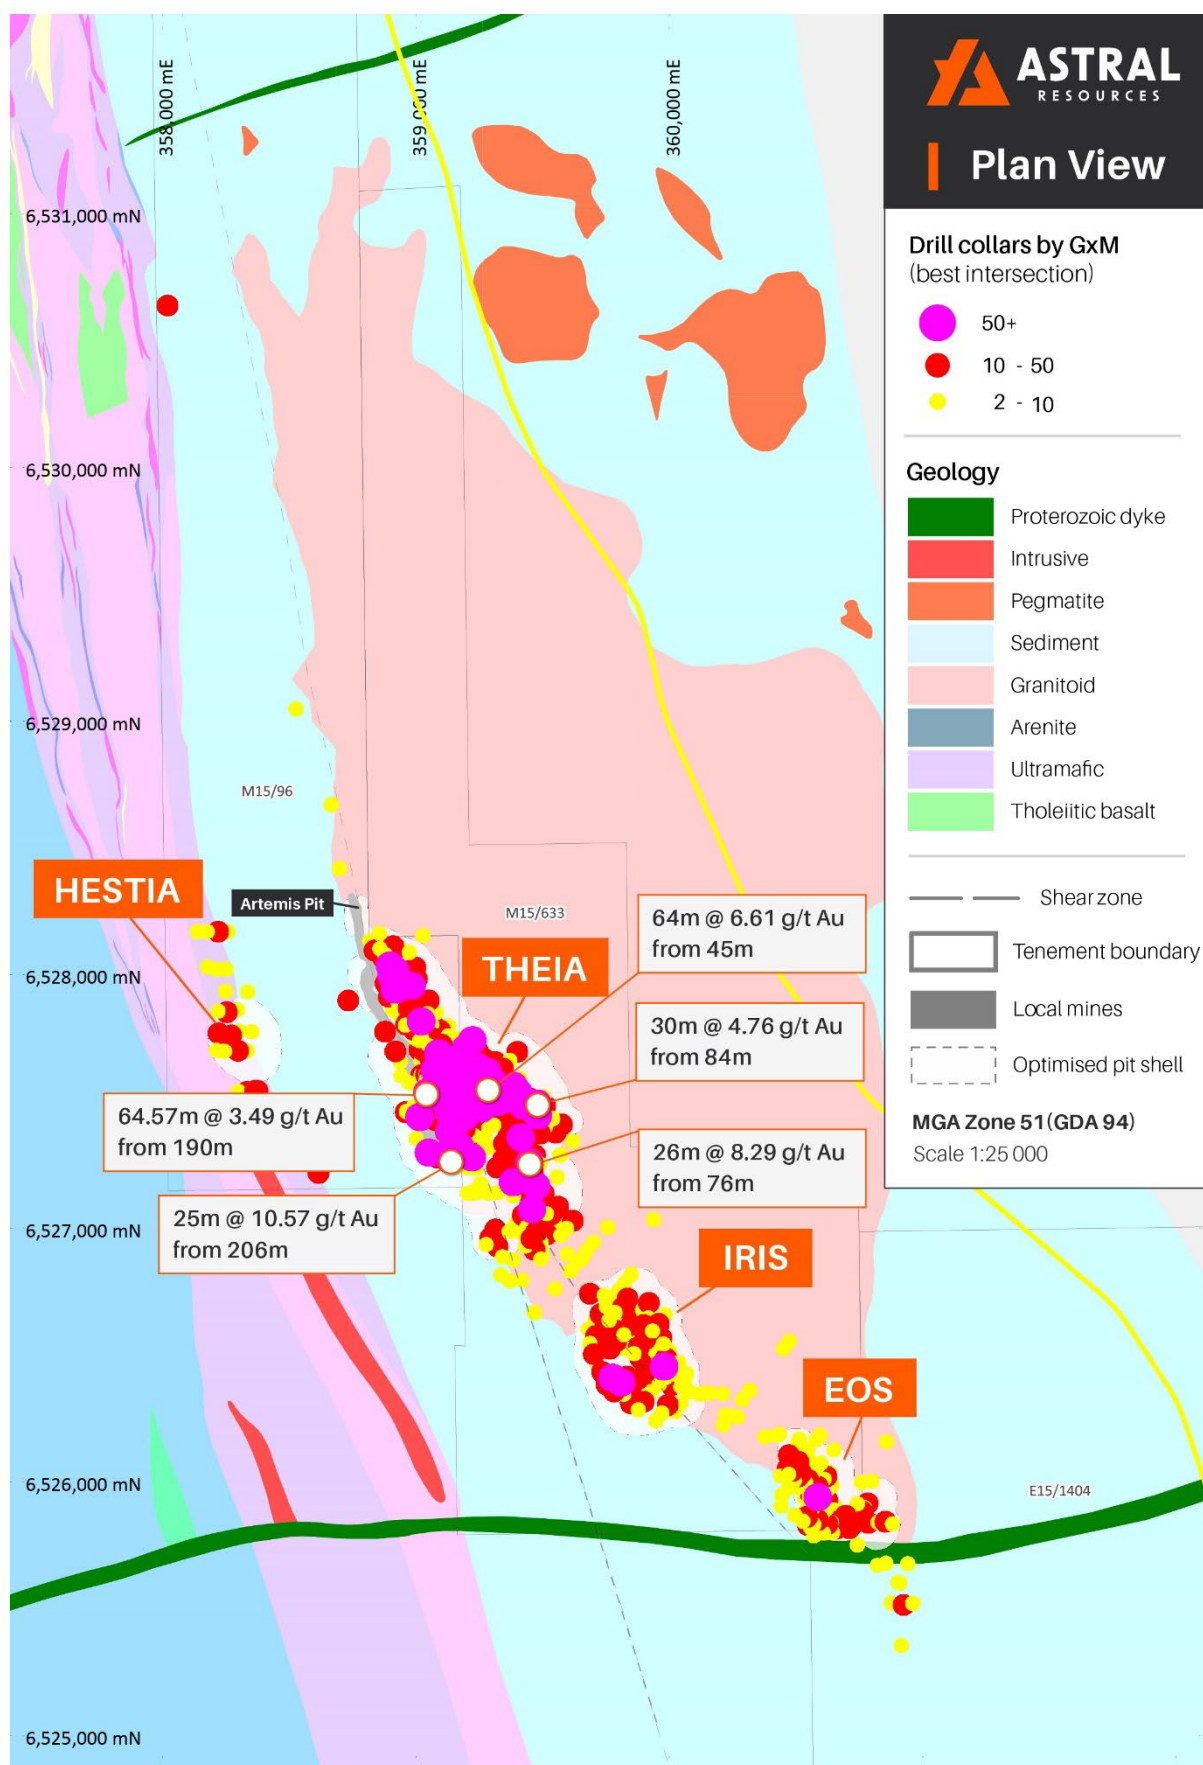 358,000 mE
359,000 mE
360,000 mE
ASTRAL
RESOURCES
Plan View
6,531,000 mN
6,530,000 mN
6,529,000 mN
6,528,000 mN
6,527,000 mN
6,526,000 mN
6,525,000 mN
Drill collars by GxM
(best intersection)
50+
10 - 50
2 - 10
Geology
Proterozoic dyke
Intrusive
Pegmatite
Sediment
Granitoid
Arenite
Ultramafic
Tholeiitic basalt
Shear zone
Tenement boundary
Local mines
Optimised pit shell
MGA Zone 51(GDA 94)
Scale 1:25 000
M15/96
HESTIA
Artemis Pit
M15/633
THEIA
64m @ 6.61 g/t Au
from 45m
30m @ 4.76 g/t Au
from 84m
64.57m @ 3.49 g/t Au
from 190m
26m @ 8.29 g/t Au
from 76m
25m @ 10.57 g/t Au
from 206m
IRIS
EOS
E15/1404